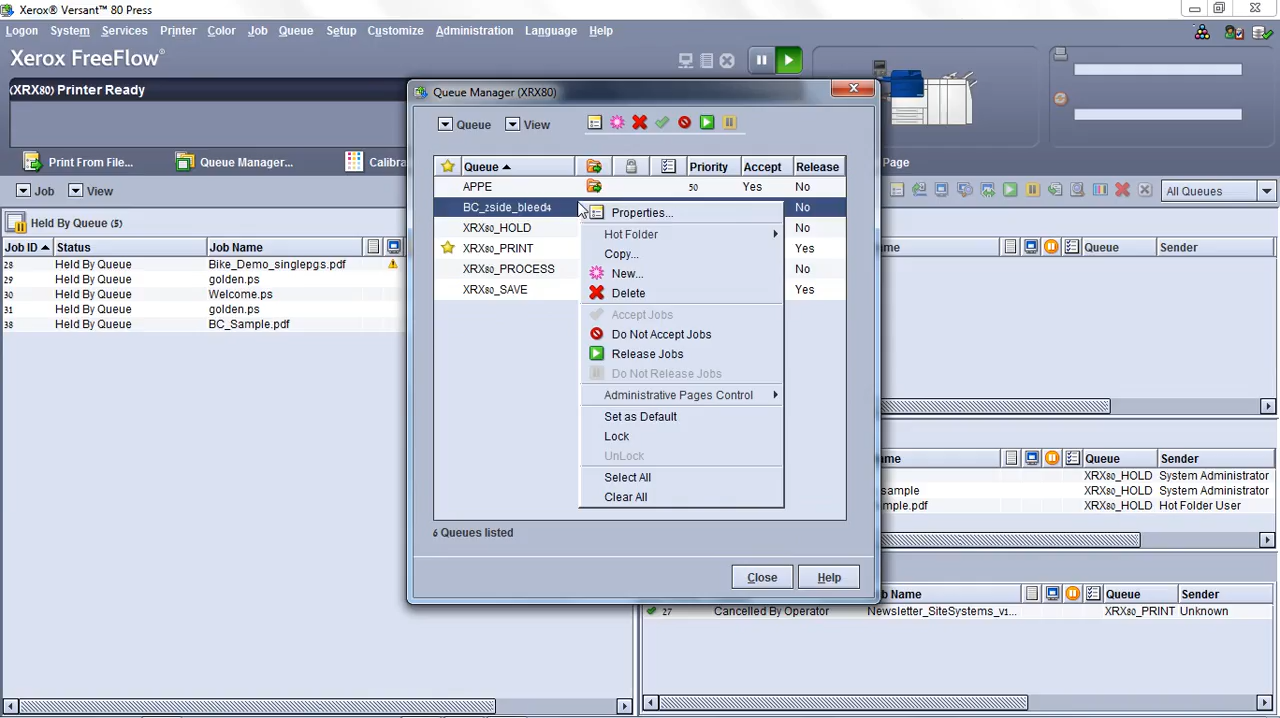 Xerox® Versant™ 80 Press
Logon System Services Printer Color Job Queue Setup Customize Administration Language Help
Xerox FreeFlow®
(XRX80) Printer Ready
Print From File... Queue Manager... Calibra Page
Job View All Queues
Held By Queue (5)
Job ID Status Job Name
28 Held By Queue Bike_Demo_singlepgs.pdf
29 Held By Queue golden.ps
30 Held By Queue Welcome.ps
31 Held By Queue golden.ps
38 Held By Queue BC_Sample.pdf
Queue Manager (XRX80)
Queue View
Queue Priority Accept Release
APPE 50 Yes No
BC_2side_bleed4 No
XRX80_HOLD No
XRX80_PRINT Yes
XRX80_PROCESS No
XRX80_SAVE Yes
Properties...
Hot Folder
Copy...
New...
Delete
Accept Jobs
Do Not Accept Jobs
Release Jobs
Do Not Release Jobs
Administrative Pages Control
Set as Default
Lock
UnLock
Select All
Clear All
6 Queues listed
Close Help
ame Queue Sender
ame Queue Sender
XRX80_HOLD System Administrator
sample XRX80_HOLD System Administrator
mple.pdf XRX80_HOLD Hot Folder User
Job Name Queue Sender
27 Cancelled By Operator Newsletter_SiteSystems_v1... XRX80_PRINT Unknown